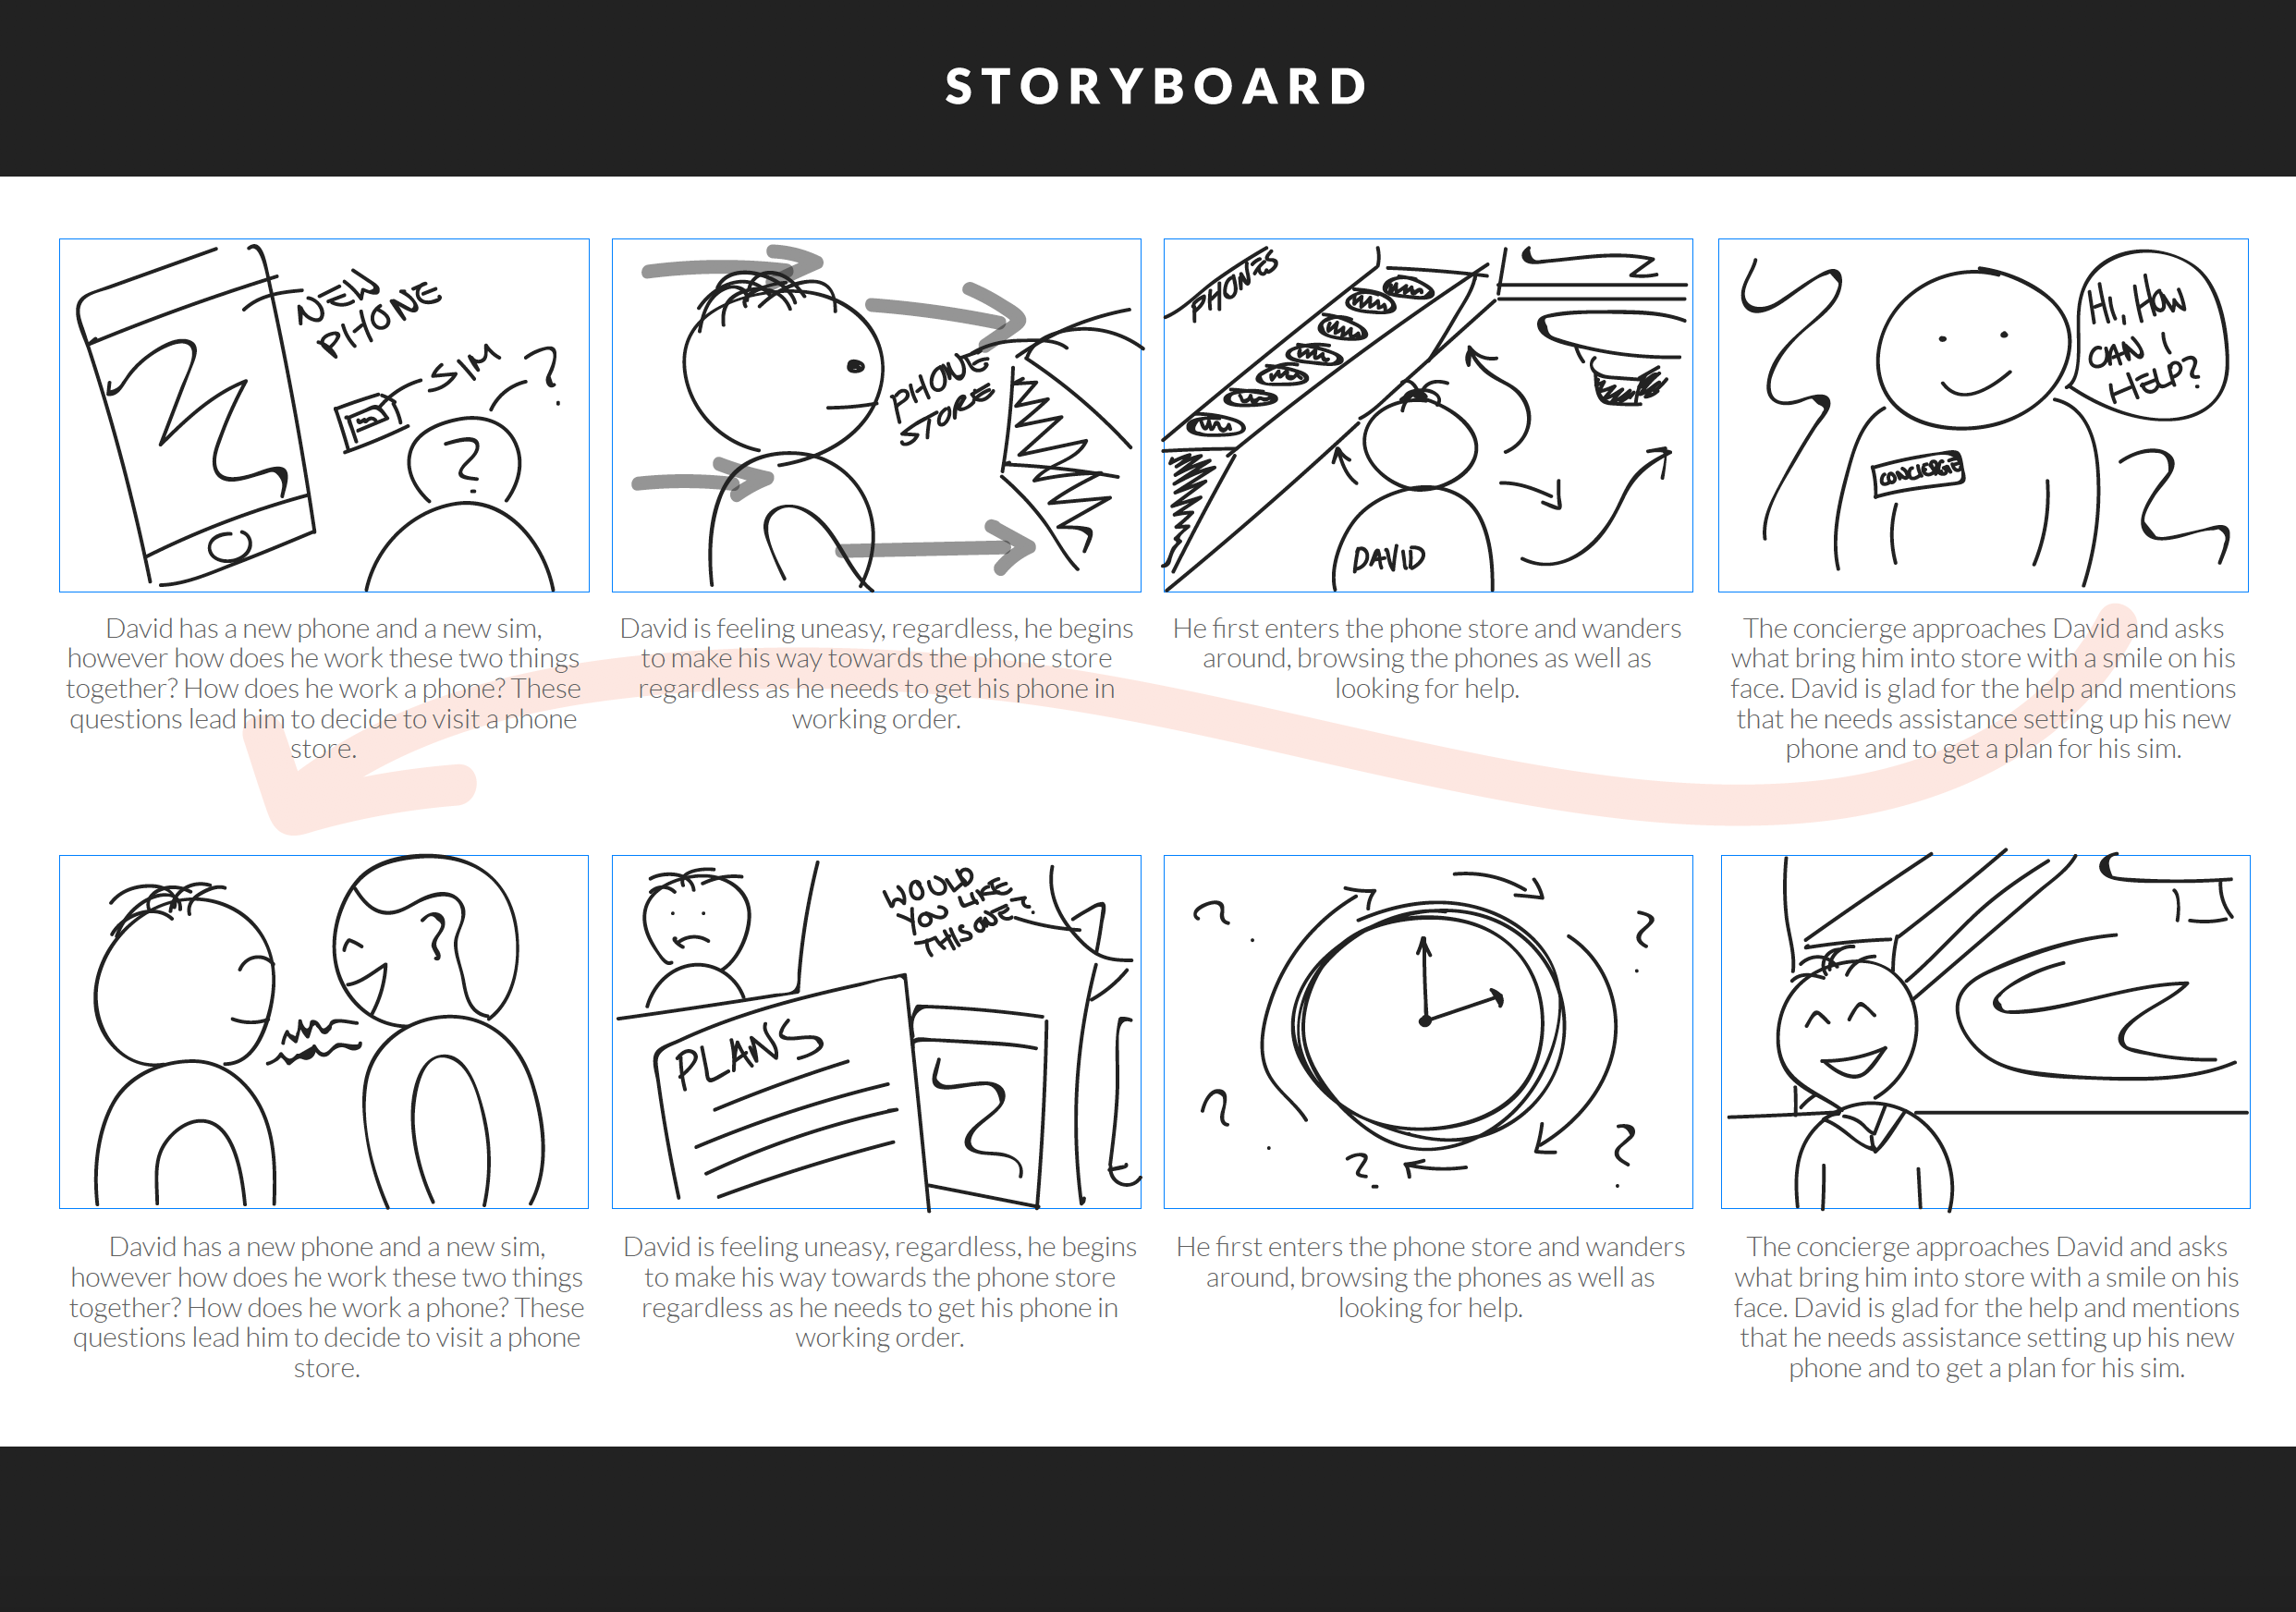 STORYBOARD
NEW
PHONE
SIM
?
?
PHONE
STORE
PHONES
DAVID
HI, HOW
CAN I
HELP?
CONCIERGE
David has a new phone and a new sim,
however how does he work these two things
together? How does he work a phone? These
questions lead him to decide to visit a phone
store.
David is feeling uneasy, regardless, he begins
to make his way towards the phone store
regardless as he needs to get his phone in
working order.
He first enters the phone store and wanders
around, browsing the phones as well as
looking for help.
The concierge approaches David and asks
what bring him into store with a smile on his
face. David is glad for the help and mentions
that he needs assistance setting up his new
phone and to get a plan for his sim.
WOULD
YOU LIKE
THIS ONE?
PLANS
?
?
?
?
?
David has a new phone and a new sim,
however how does he work these two things
together? How does he work a phone? These
questions lead him to decide to visit a phone
store.
David is feeling uneasy, regardless, he begins
to make his way towards the phone store
regardless as he needs to get his phone in
working order.
He first enters the phone store and wanders
around, browsing the phones as well as
looking for help.
The concierge approaches David and asks
what bring him into store with a smile on his
face. David is glad for the help and mentions
that he needs assistance setting up his new
phone and to get a plan for his sim.